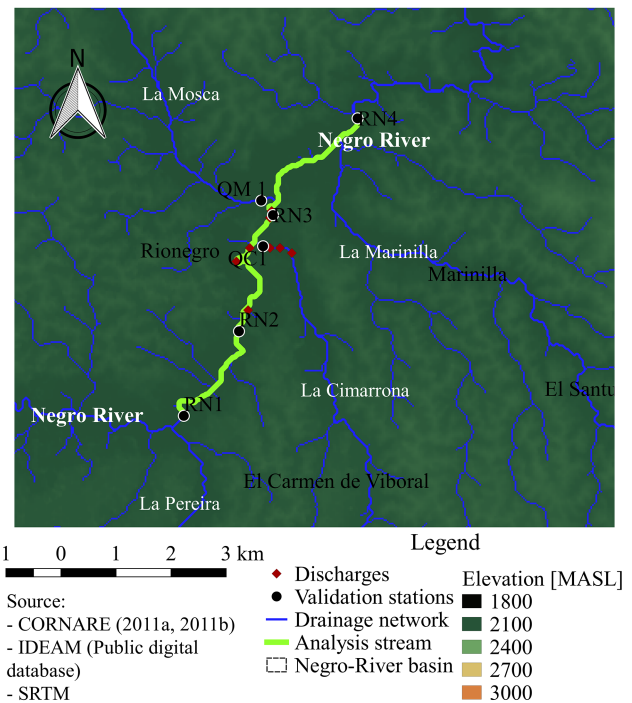 N
La Mosca
RN4
Negro River
QM 1
RN3
Rionegro
QC1
La Marinilla
Marinilla
RN2
La Cimarrona
El Santu
RN1
Negro River
El Carmen de Viboral
La Pereira
1 0 1 2 3 km
Source:
- CORNARE (2011a, 2011b)
- IDEAM (Public digital
database)
- SRTM
Legend
Discharges
Validation stations
Drainage network
Analysis stream
Negro-River basin
Elevation [MASL]
1800
2100
2400
2700
3000